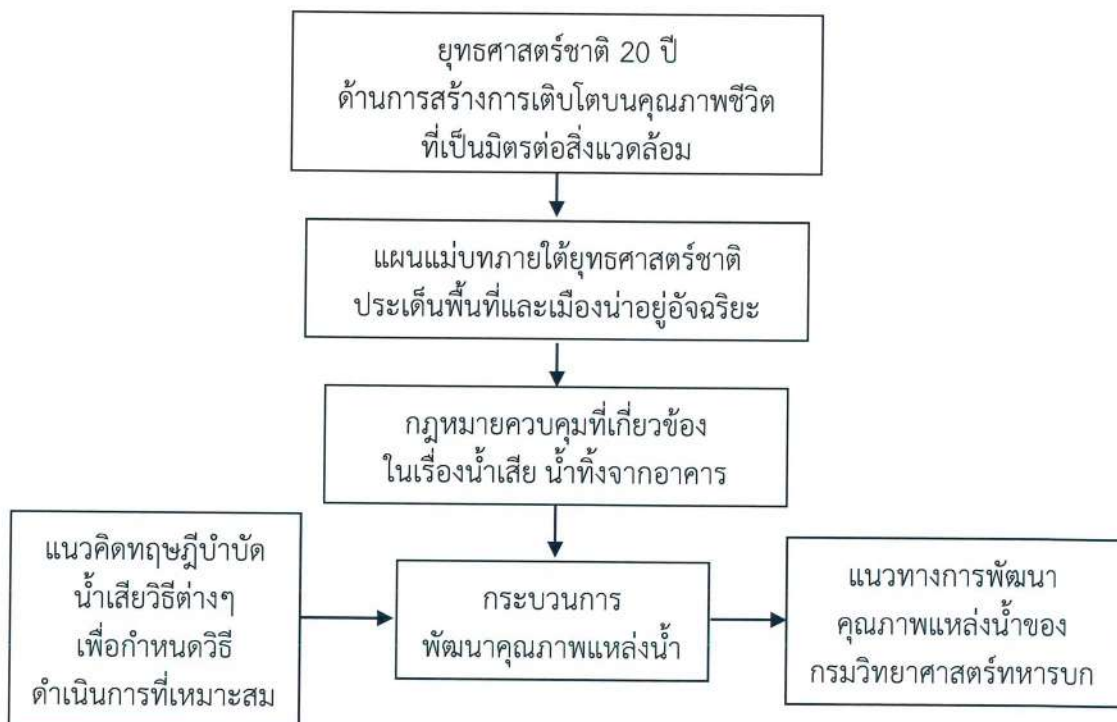 ยุทธศาสตร์ชาติ 20 ปี
ด้านการสร้างการเติบโตบนคุณภาพชีวิต
ที่เป็นมิตรต่อสิ่งแวดล้อม
แผนแม่บทภายใต้ยุทธศาสตร์ชาติ
ประเด็นพื้นที่และเมืองน่าอยู่อัจฉริยะ
กฎหมายควบคุมที่เกี่ยวข้อง
ในเรื่องน้ำเสีย น้ำทิ้งจากอาคาร
แนวคิดทฤษฎีบำบัด
น้ำเสียวิธีต่างๆ
เพื่อกำหนดวิธี
ดำเนินการที่เหมาะสม
กระบวนการ
พัฒนาคุณภาพแหล่งน้ำ
แนวทางการพัฒนา
คุณภาพแหล่งน้ำของ
กรมวิทยาศาสตร์ทหารบก